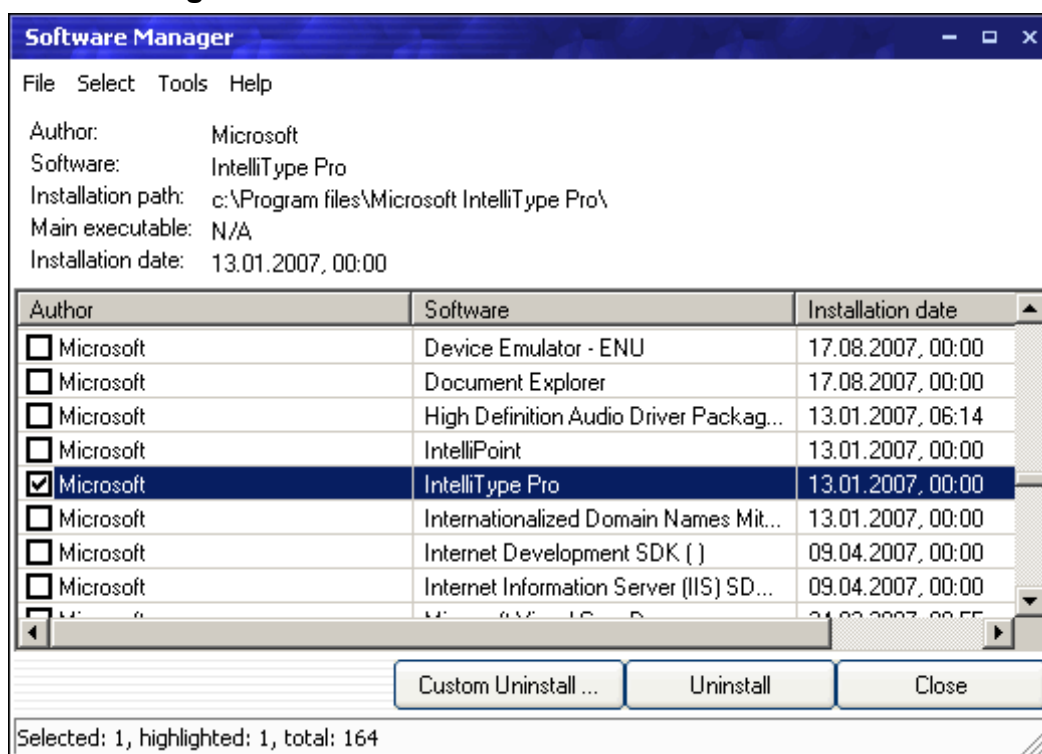 Software Manager
File Select Tools Help
Author: Microsoft
Software: IntelliType Pro
Installation path: c:\Program files\Microsoft IntelliType Pro\
Main executable: N/A
Installation date: 13.01.2007, 00:00
Author Software Installation date
Microsoft Device Emulator - ENU 17.08.2007, 00:00
Microsoft Document Explorer 17.08.2007, 00:00
Microsoft High Definition Audio Driver Packag... 13.01.2007, 06:14
Microsoft IntelliPoint 13.01.2007, 00:00
Microsoft IntelliType Pro 13.01.2007, 00:00
Microsoft Internationalized Domain Names Mit... 13.01.2007, 00:00
Microsoft Internet Development SDK ( ) 09.04.2007, 00:00
Microsoft Internet Information Server (IIS) SD... 09.04.2007, 00:00
Custom Uninstall ... Uninstall Close
Selected: 1, highlighted: 1, total: 164